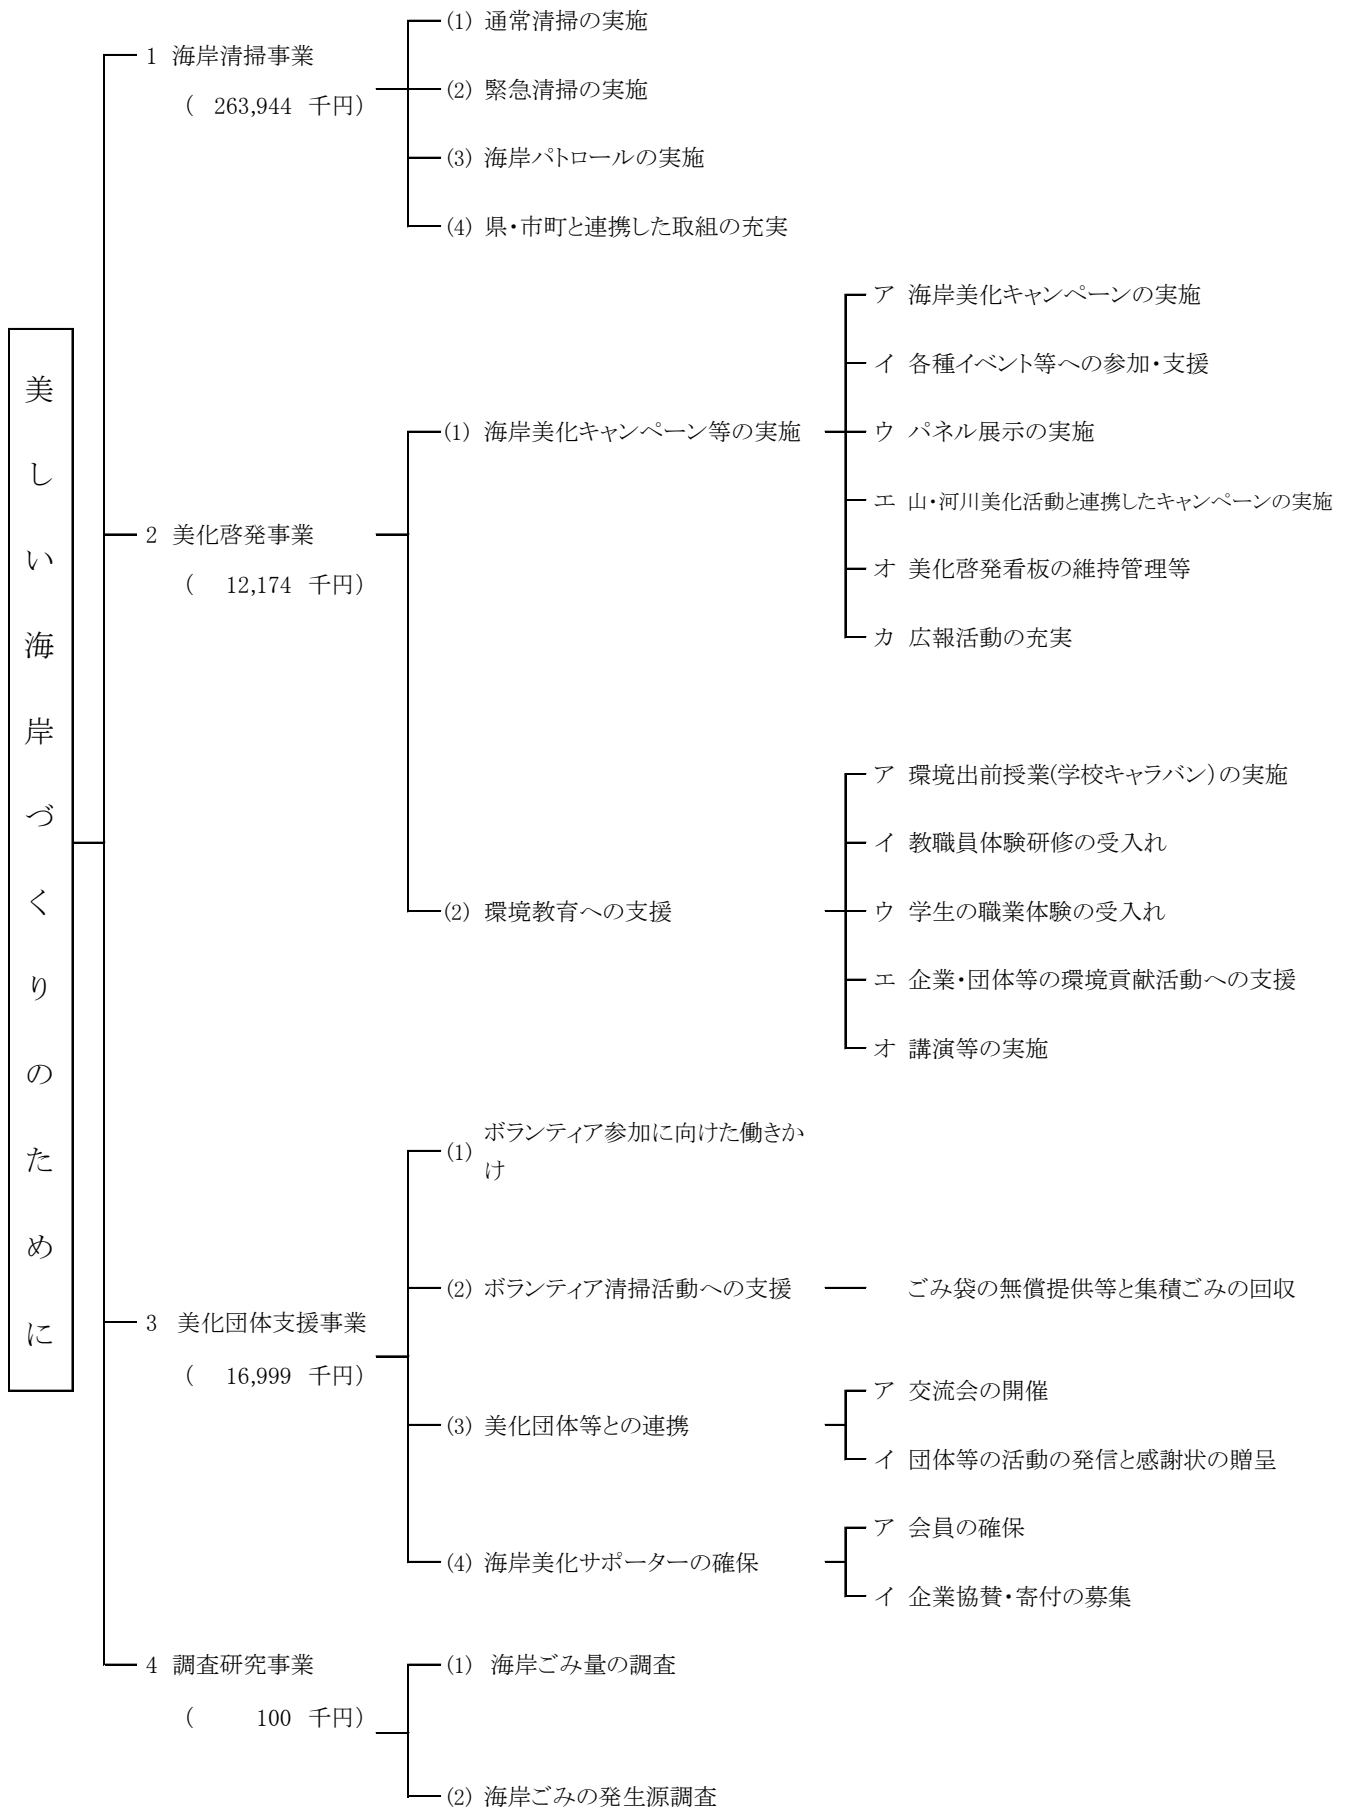 美しい海岸づくりのために
1 海岸清掃事業
( 263,944 千円)
(1) 通常清掃の実施
(2) 緊急清掃の実施
(3) 海岸パトロールの実施
(4) 県・市町と連携した取組の充実
2 美化啓発事業
( 12,174 千円)
(1) 海岸美化キャンペーン等の実施
ア 海岸美化キャンペーンの実施
イ 各種イベント等への参加・支援
ウ パネル展示の実施
エ 山・河川美化活動と連携したキャンペーンの実施
オ 美化啓発看板の維持管理等
カ 広報活動の充実
(2) 環境教育への支援
ア 環境出前授業(学校キャラバン)の実施
イ 教職員体験研修の受入れ
ウ 学生の職業体験の受入れ
エ 企業・団体等の環境貢献活動への支援
オ 講演等の実施
3 美化団体支援事業
( 16,999 千円)
(1) ボランティア参加に向けた働きか
け
(2) ボランティア清掃活動への支援
ごみ袋の無償提供等と集積ごみの回収
(3) 美化団体等との連携
ア 交流会の開催
イ 団体等の活動の発信と感謝状の贈呈
(4) 海岸美化サポーターの確保
ア 会員の確保
イ 企業協賛・寄付の募集
4 調査研究事業
( 100 千円)
(1) 海岸ごみ量の調査
(2) 海岸ごみの発生源調査